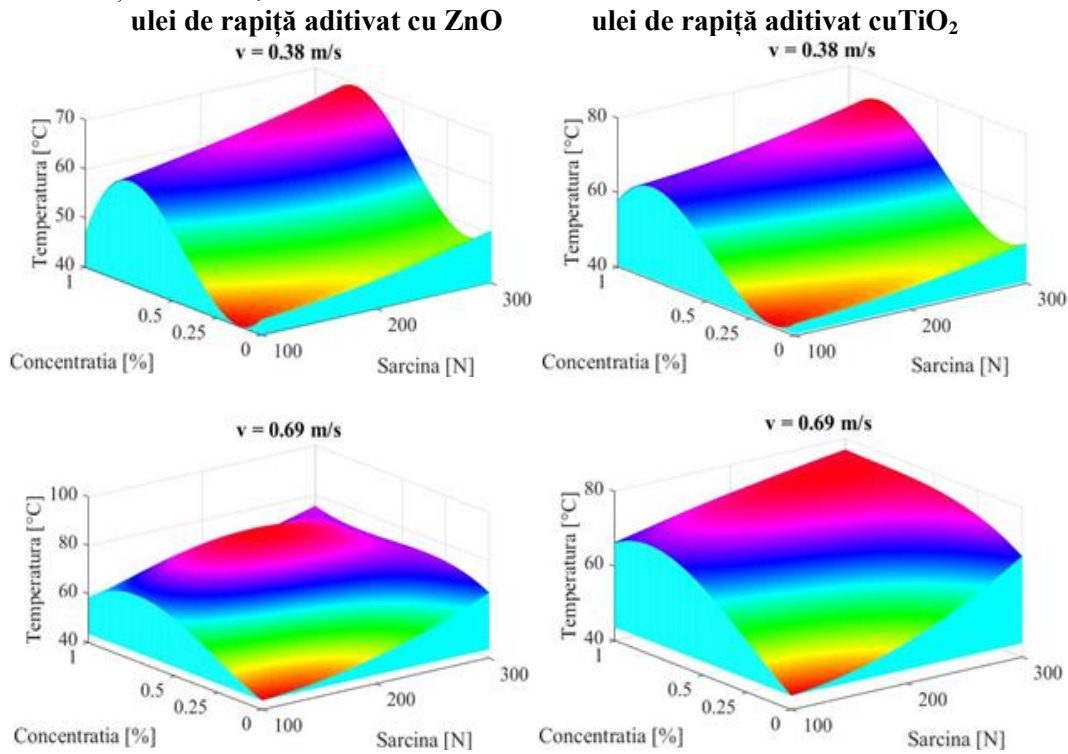 ulei de rapiță aditivat cu ZnO ulei de rapiță aditivat cuTiO₂
v = 0.38 m/s v = 0.38 m/s
Temperatura [°C]
70
60
50
40
1
0.5
0.25
0
100
200
300
Concentratia [%]
Sarcina [N]
Temperatura [°C]
80
60
40
1
0.5
0.25
0
100
200
300
Concentratia [%]
Sarcina [N]
v = 0.69 m/s v = 0.69 m/s
Temperatura [°C]
100
80
60
40
1
0.5
0.25
0
100
200
300
Concentratia [%]
Sarcina [N]
Temperatura [°C]
80
60
40
1
0.5
0.25
0
100
200
300
Concentratia [%]
Sarcina [N]